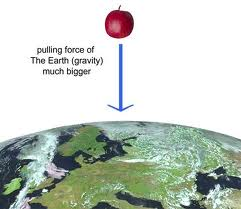 pulling force of
The Earth (gravity)
much bigger